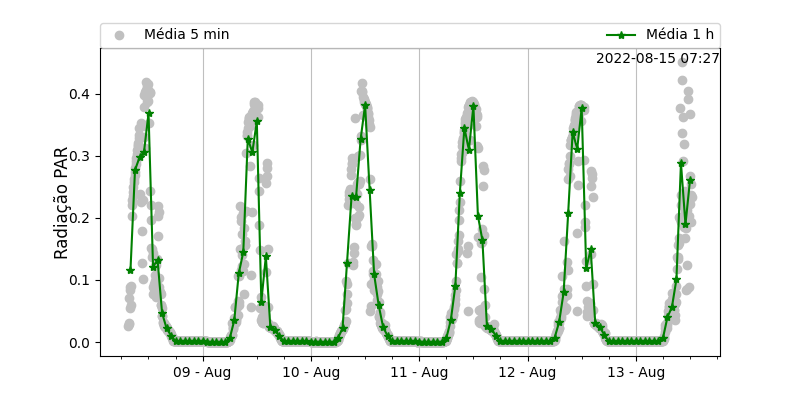 Média 5 min
Média 1 h
2022-08-15 07:27
Radiação PAR
0.4
0.3
0.2
0.1
0.0
09 - Aug
10 - Aug
11 - Aug
12 - Aug
13 - Aug